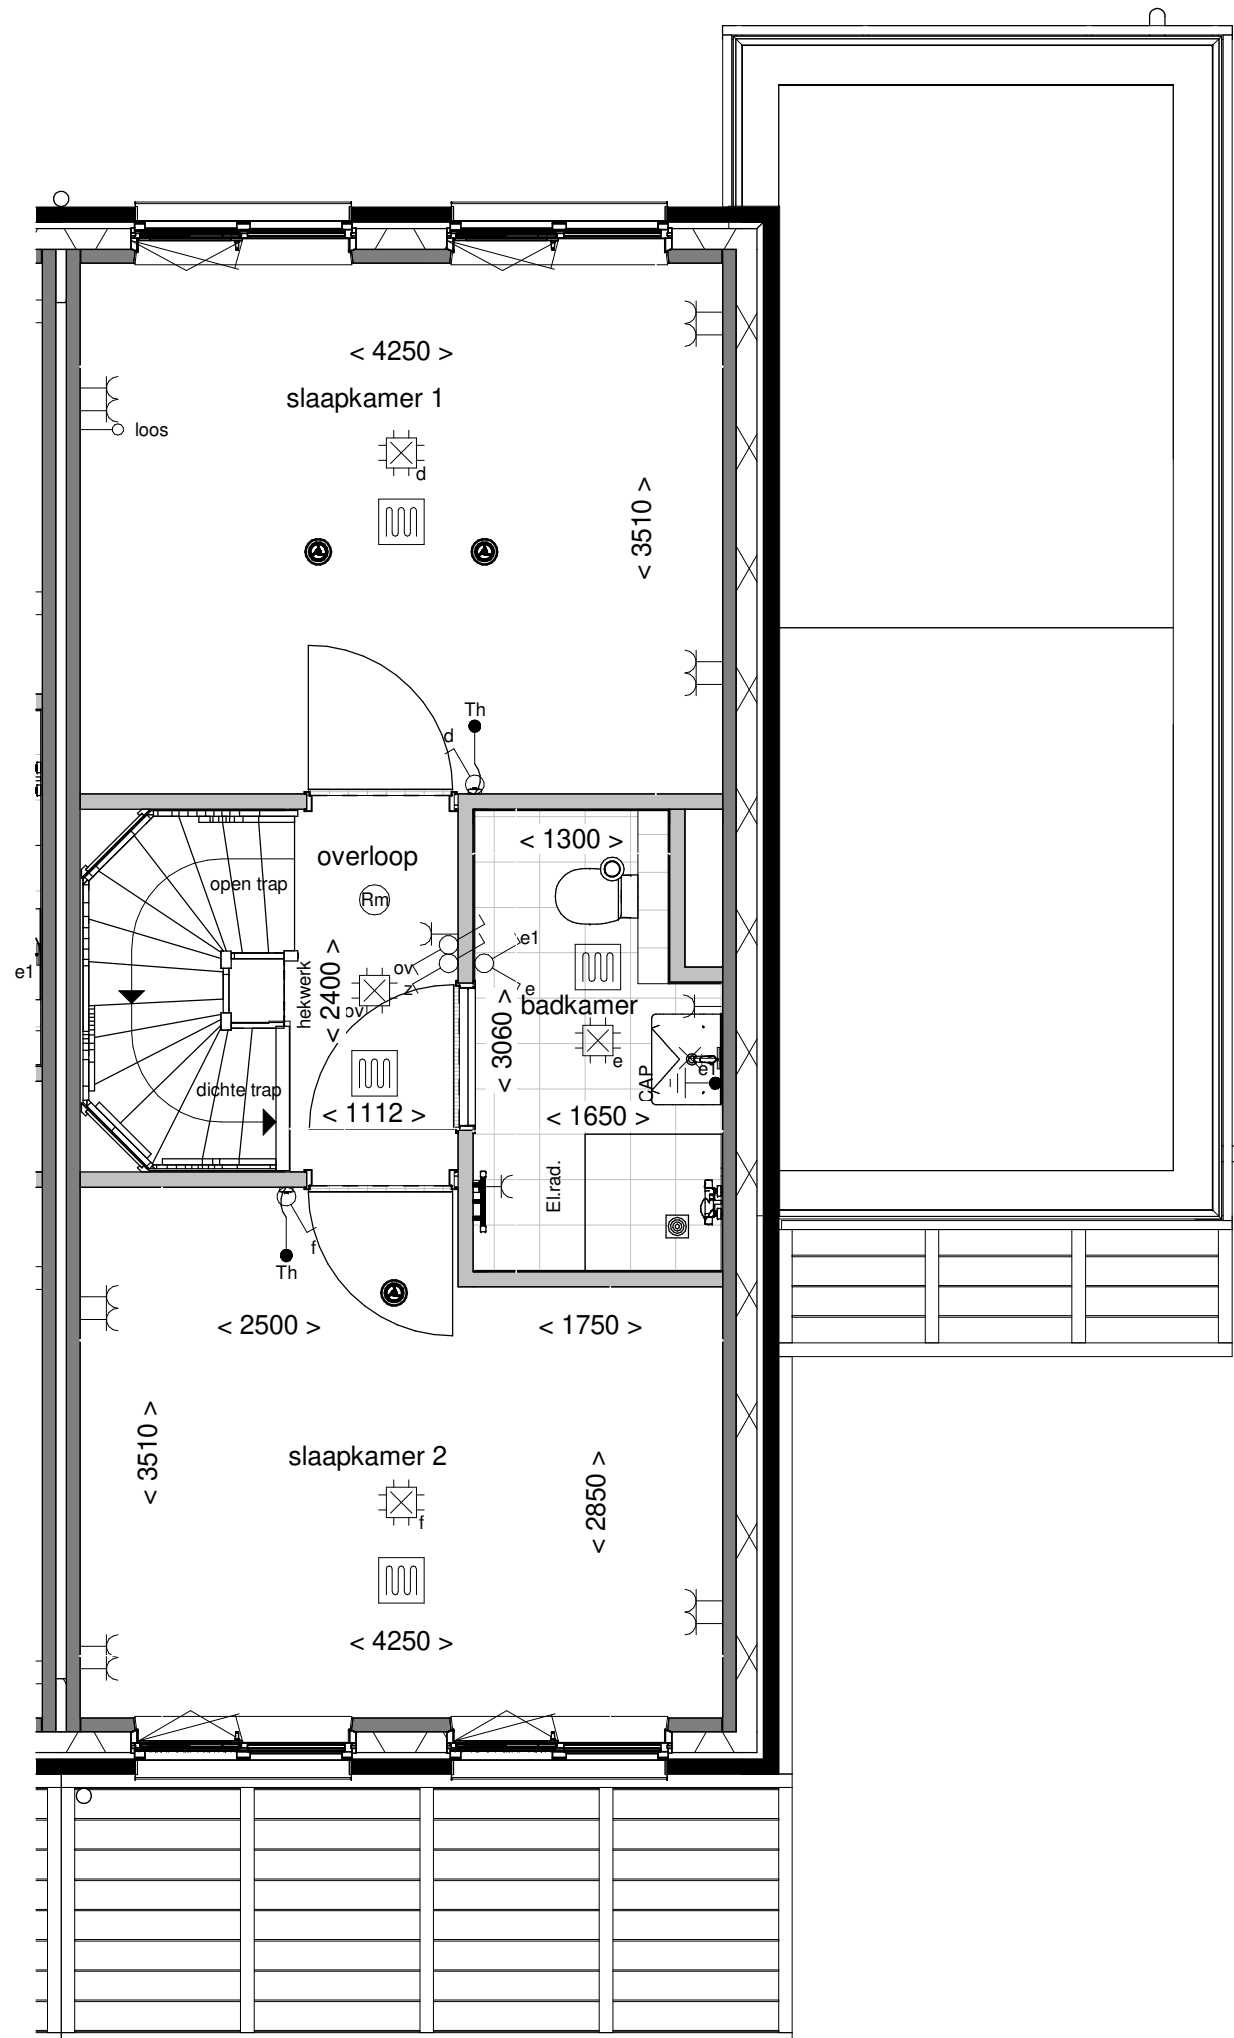 < 4250 >
slaapkamer 1
loos
d
< 3510 >
Th
d
< 1300 >
overloop
open trap
Rm
e1
e1
ov
z
e
hekwerk
< 2400 >
ov
< 3060 >
badkamer
e
e1
CAP
dichte trap
< 1112 >
< 1650 >
El.rad.
f
Th
< 2500 >
< 1750 >
< 3510 >
slaapkamer 2
< 2850 >
f
< 4250 >